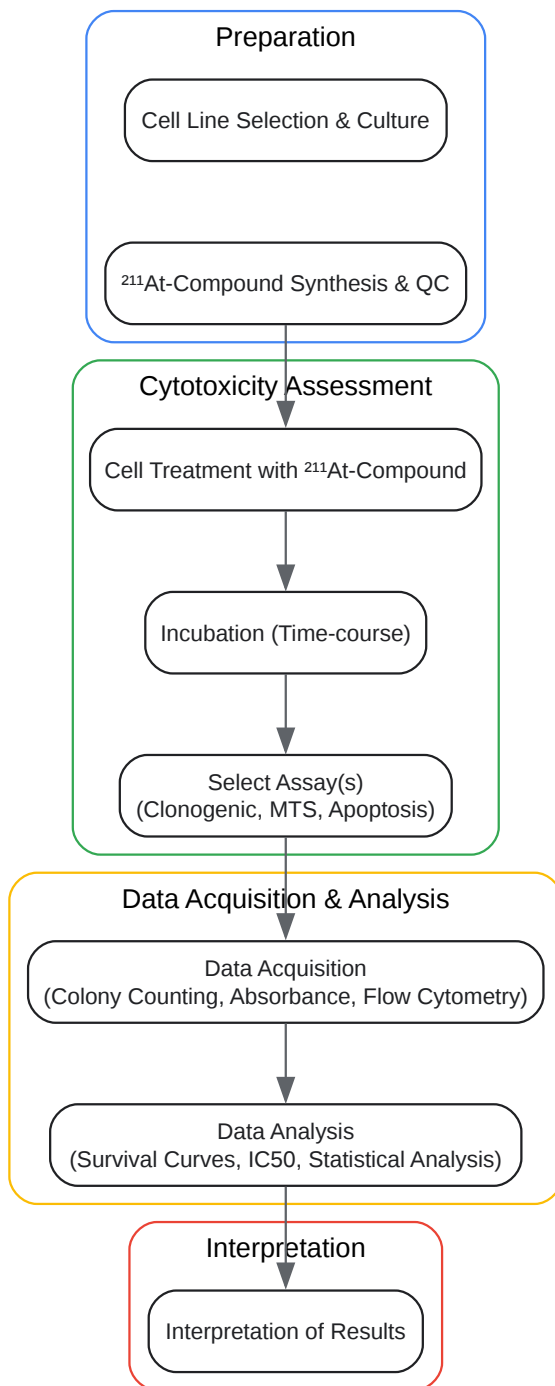 Preparation
Cell Line Selection & Culture
²¹¹At-Compound Synthesis & QC
Cytotoxicity Assessment
Cell Treatment with ²¹¹At-Compound
Incubation (Time-course)
Select Assay(s)
(Clonogenic, MTS, Apoptosis)
Data Acquisition & Analysis
Data Acquisition
(Colony Counting, Absorbance, Flow Cytometry)
Data Analysis
(Survival Curves, IC50, Statistical Analysis)
Interpretation
Interpretation of Results